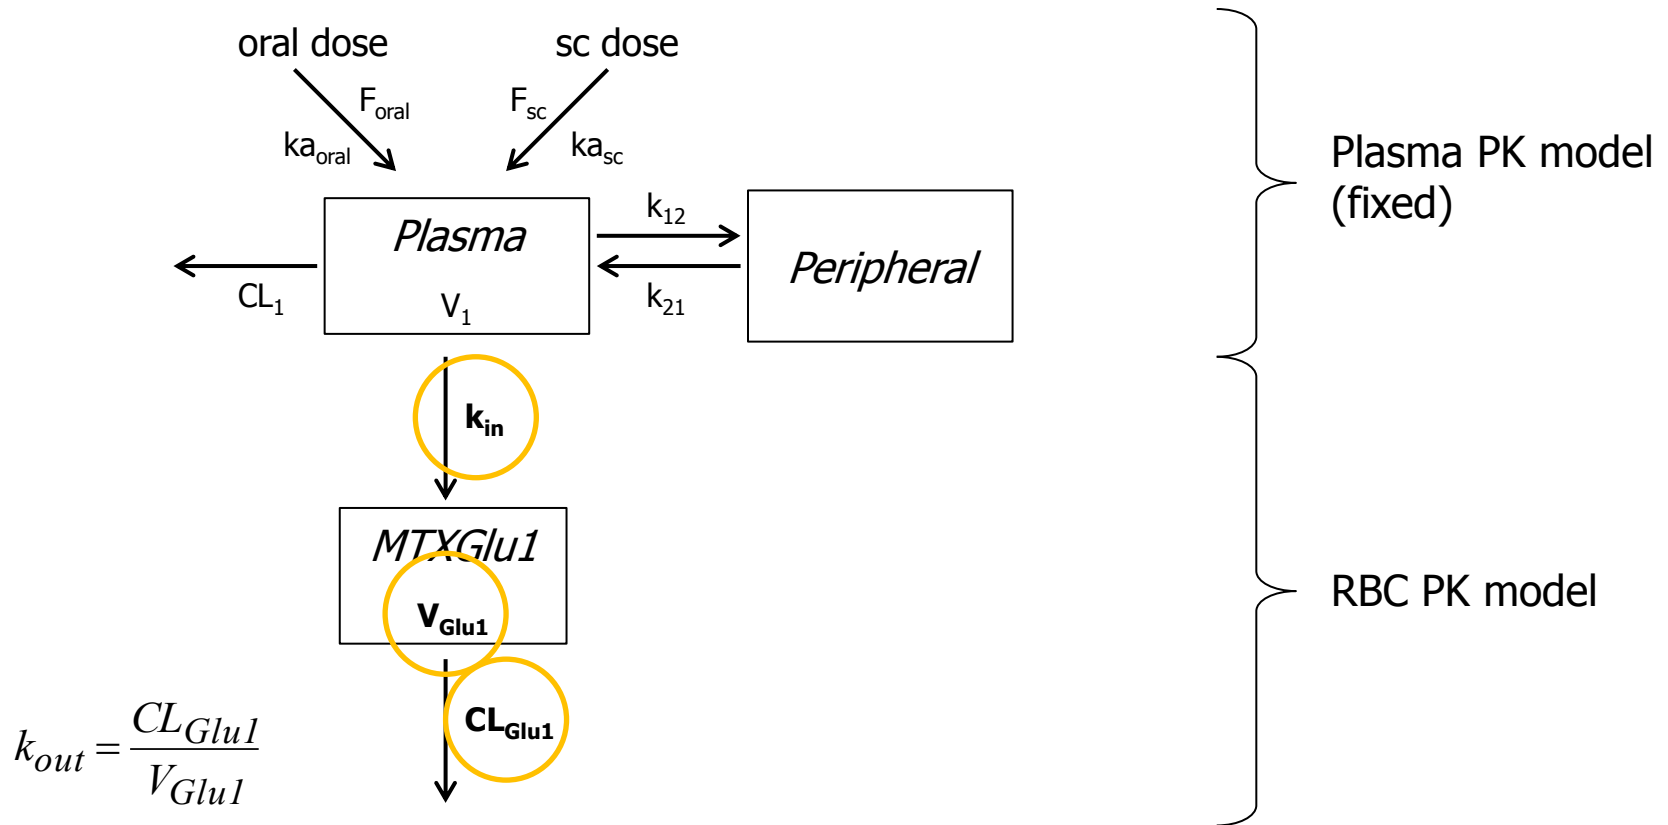 oral dose
sc dose
F_oral
F_sc
ka_oral
ka_sc
Plasma PK model
(fixed)
k_12
Plasma
Peripheral
CL_1
V_1
k_21
k_in
MTXGlu1
V_Glu1
RBC PK model
CL_Glu1
k_out = CL_Glu1 / V_Glu1